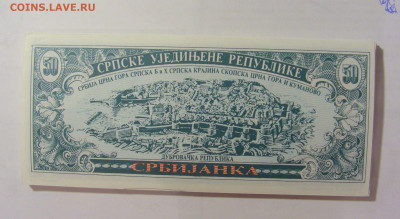 COINS.LAVE.RU
СРПСКЕ УЈЕДИЊЕНЕ РЕПУБЛИКЕ
50 50
СРБИЈА ЦРНА ГОРА СРПСКА Б и Х СРПСКА КРАЈИНА СКОПСКА ЦРНА ГОРА И КУМАНОВО
ДУБРОВАЧКА РЕПУБЛИКА
СРБИЈАНКА